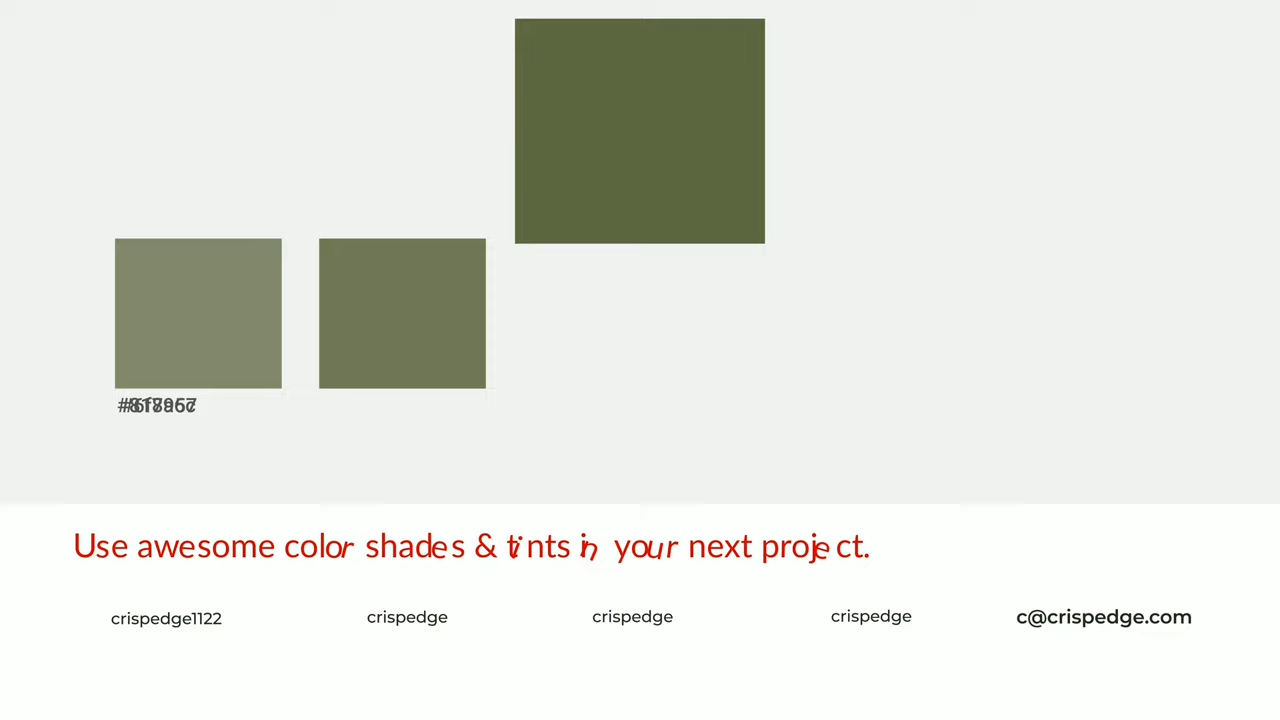 Use awesome color shades & tints in your next project.
crispedge1122 crispedge crispedge crispedge c@crispedge.com